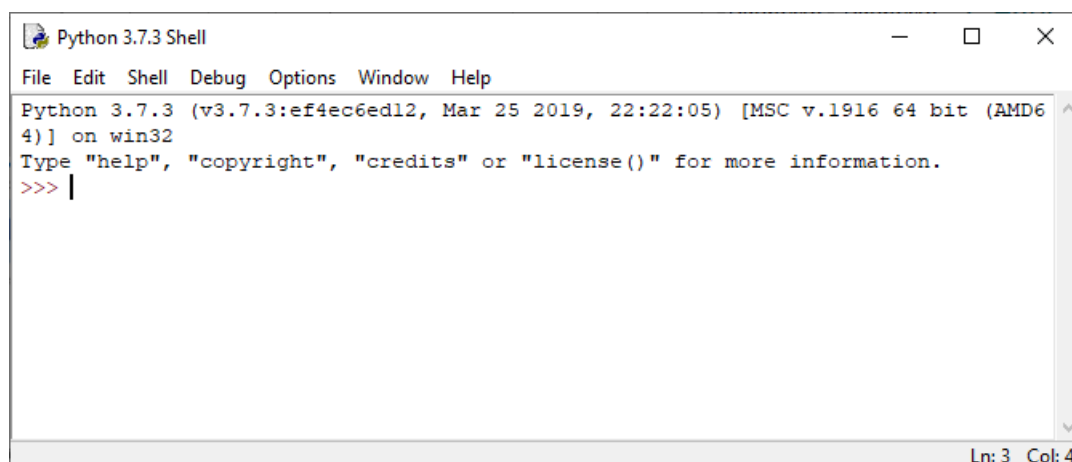 Python 3.7.3 Shell
File Edit Shell Debug Options Window Help
Python 3.7.3 (v3.7.3:ef4ec6ed12, Mar 25 2019, 22:22:05) [MSC v.1916 64 bit (AMD6
4)] on win32
Type "help", "copyright", "credits" or "license()" for more information.
>>>
Ln: 3 Col: 4